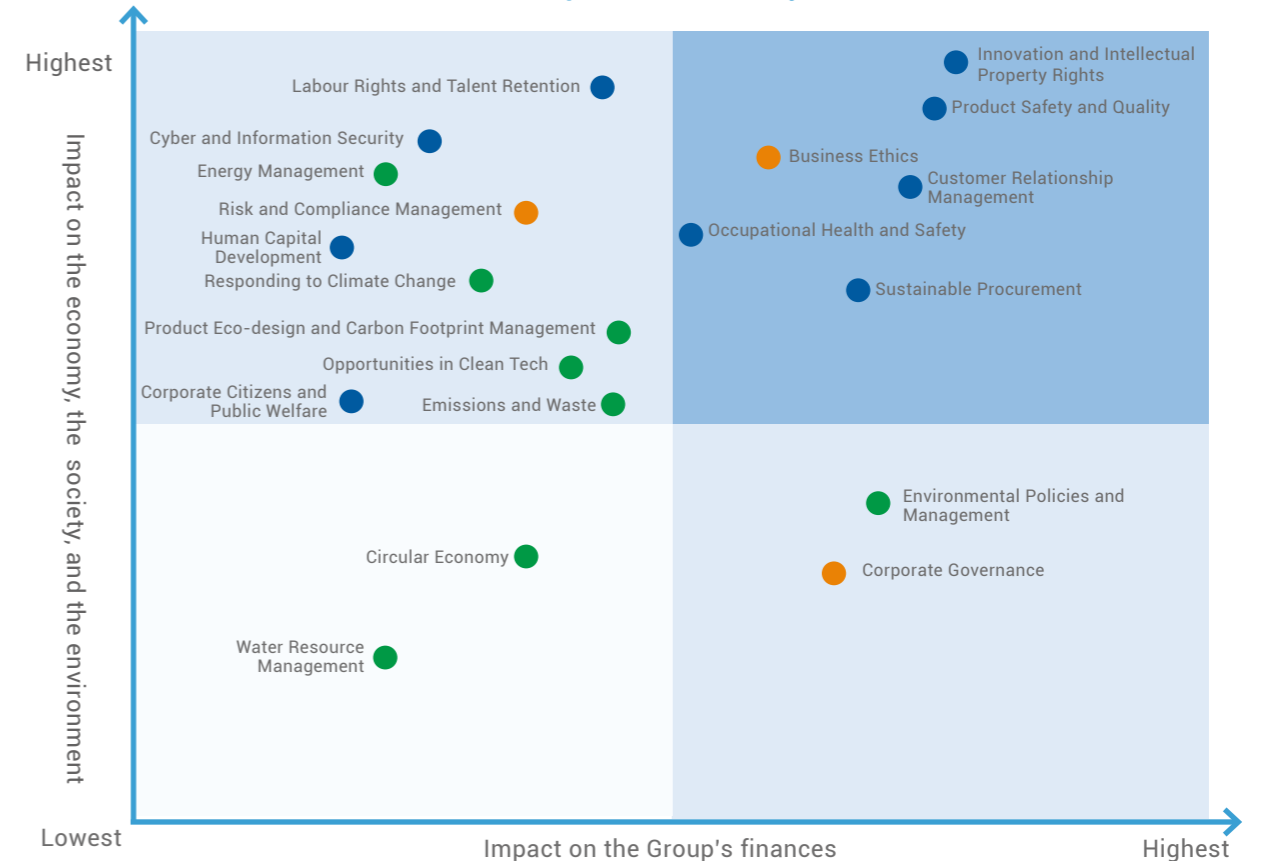 Highest
Impact on the economy, the society, and the environment
Labour Rights and Talent Retention
Cyber and Information Security
Energy Management
Risk and Compliance Management
Human Capital
Development
Responding to Climate Change
Product Eco-design and Carbon Footprint Management
Opportunities in Clean Tech
Corporate Citizens and
Public Welfare
Emissions and Waste
Innovation and Intellectual
Property Rights
Product Safety and Quality
Business Ethics
Customer Relationship
Management
Occupational Health and Safety
Sustainable Procurement
Circular Economy
Water Resource
Management
Environmental Policies and
Management
Corporate Governance
Lowest
Impact on the Group's finances
Highest